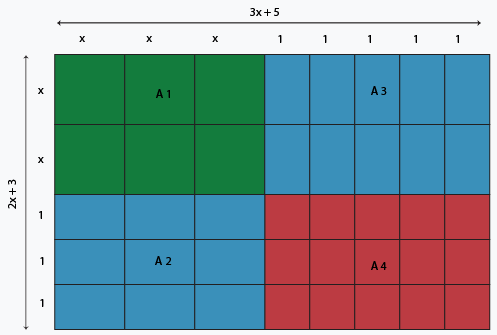 3x + 5
x x x 1 1 1 1 1
x A 1 A 3
x
2x + 3
1
1 A 2 A 4
1